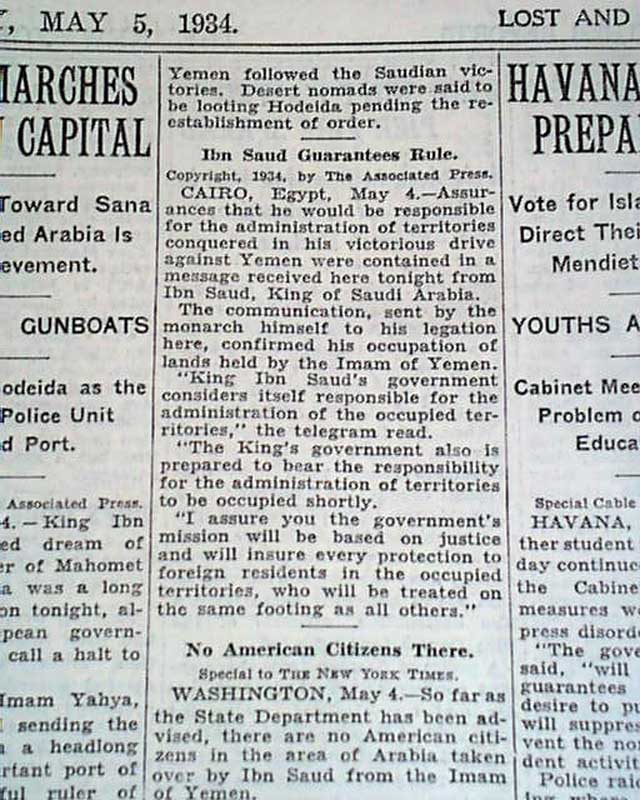 , MAY 5, 1934.
LOST AND
MARCHES
CAPITAL
Toward Sana
ed Arabia Is
evement.
GUNBOATS
odeida as the
Police Unit
d Port.
Associated Press.
4.—King Ibn
ed dream of
er of Mahomet
a was a long
on tonight, al-
pean govern-
call a halt to
Imam Yahya,
sending the
a headlong
rtant port of
ful ruler of
Yemen followed the Saudian vic-
tories. Desert nomads were said to
be looting Hodeida pending the re-
establishment of order.
Ibn Saud Guarantees Rule.
Copyright, 1934, by The Associated Press.
CAIRO, Egypt, May 4.—Assur-
ances that he would be responsible
for the administration of territories
conquered in his victorious drive
against Yemen were contained in a
message received here tonight from
Ibn Saud, King of Saudi Arabia.
The communication, sent by the
monarch himself to his legation
here, confirmed his occupation of
lands held by the Imam of Yemen.
"King Ibn Saud's government
considers itself responsible for the
administration of the occupied ter-
ritories," the telegram read.
"The King's government also is
prepared to bear the responsibility
for the administration of territories
to be occupied shortly.
"I assure you the government's
mission will be based on justice
and will insure every protection to
foreign residents in the occupied
territories, who will be treated on
the same footing as all others."
No American Citizens There.
Special to THE NEW YORK TIMES.
WASHINGTON, May 4.—So far as
the State Department has been ad-
vised, there are no American citi-
zens in the area of Arabia taken
over by Ibn Saud from the Imam
of Yemen.
HAVANA
PREPA
Vote for Isla
Direct Thei
Mendiet
YOUTHS A
Cabinet Mee
Problem o
Educa
Special Cable
HAVANA,
ther student
day continue
the Cabine
measures w
press disord
"The gove
said, "will
guarantees
desire to pu
will suppres
vent the no
dent activit
Police raid